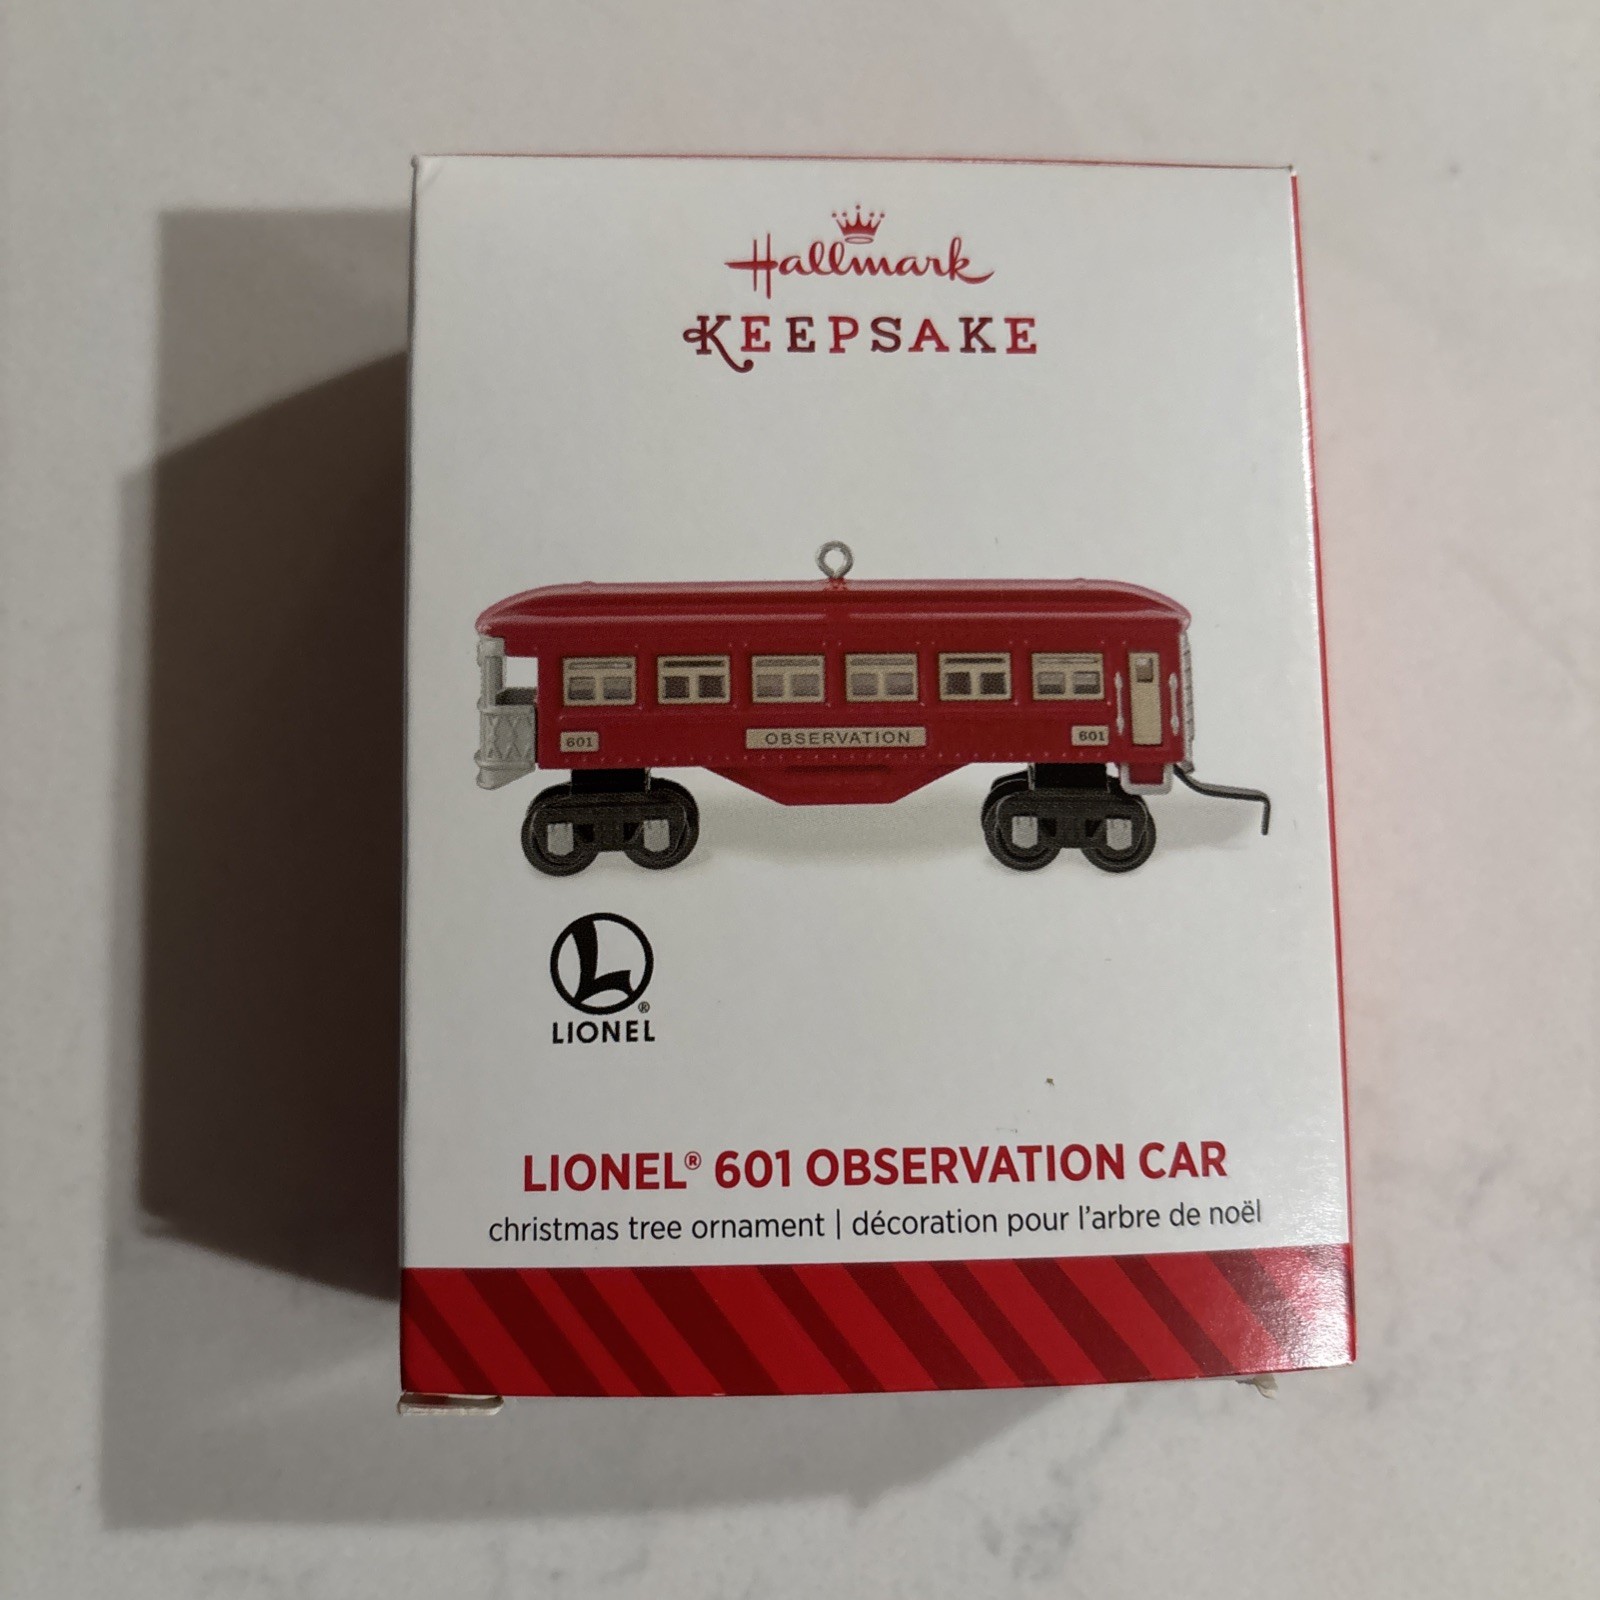 Hallmark
KEEPSAKE
601 OBSERVATION 601
®
LIONEL
LIONEL® 601 OBSERVATION CAR
christmas tree ornament | décoration pour l'arbre de noël